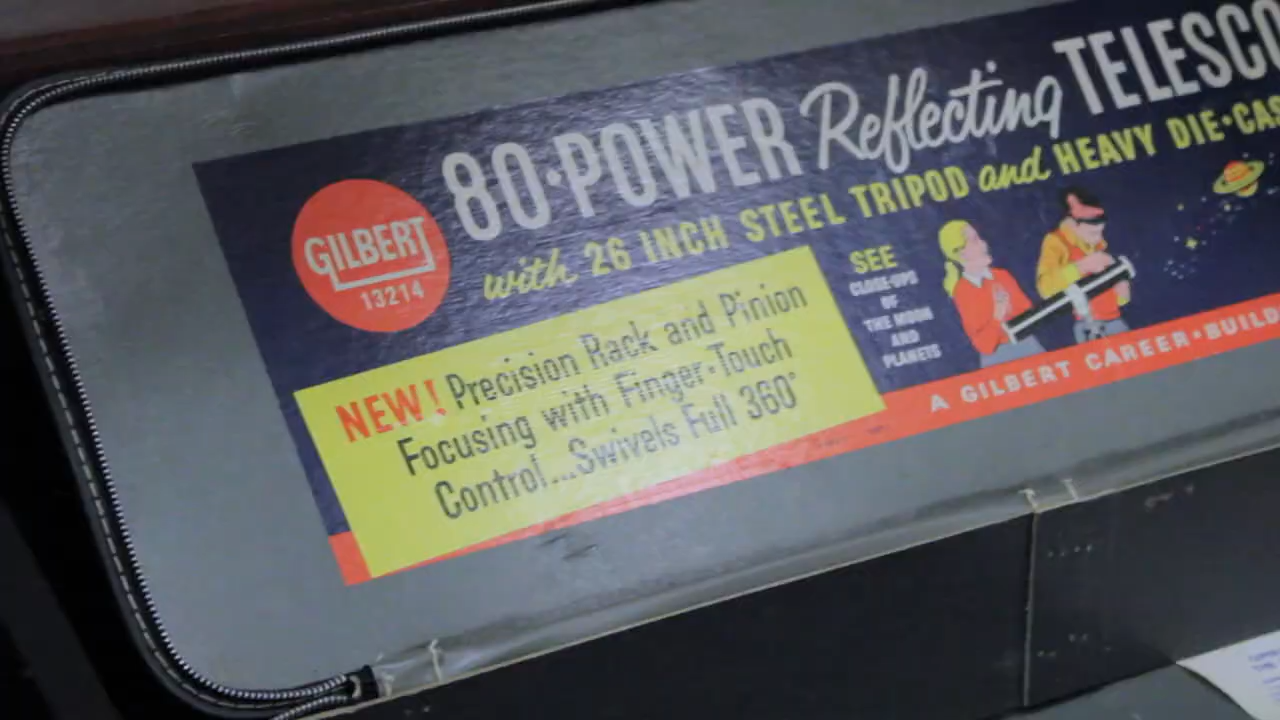 80·POWER Reflecting TELESCO
with 26 INCH STEEL TRIPOD and HEAVY DIE·CAS
GILBERT
13214
NEW! Precision Rack and Pinion
Focusing with Finger-Touch
Control...Swivels Full 360°
SEE
CLOSE-UPS
OF
THE MOON
AND
PLANETS
A GILBERT CAREER·BUILD